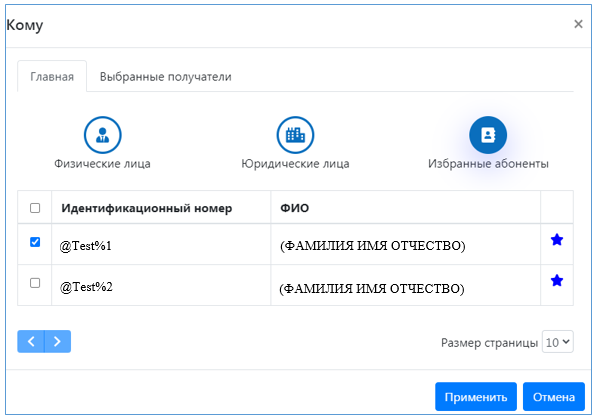 Кому
×
Главная Выбранные получатели
Физические лица Юридические лица Избранные абоненты
Идентификационный номер ФИО
@Test%1 (ФАМИЛИЯ ИМЯ ОТЧЕСТВО)
@Test%2 (ФАМИЛИЯ ИМЯ ОТЧЕСТВО)
Размер страницы 10
Применить Отмена